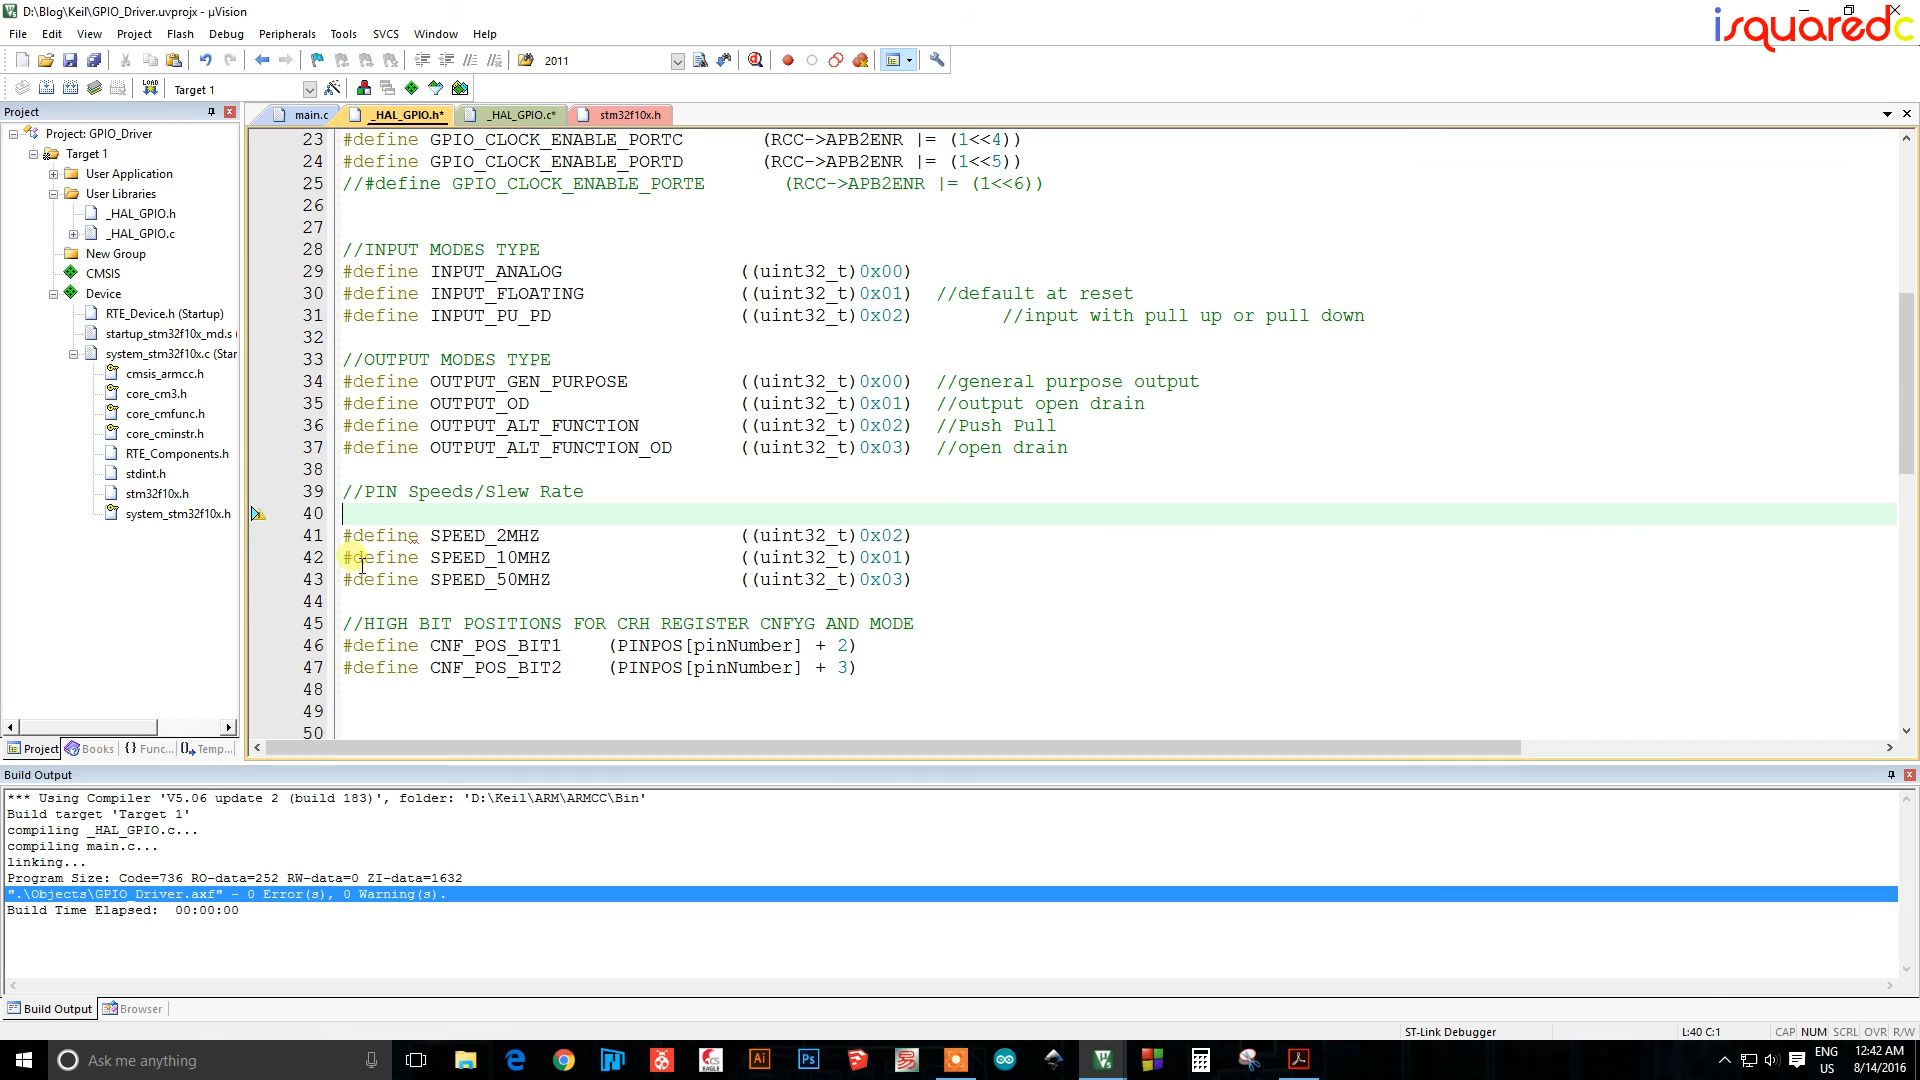 D:\Blog\Keil\GPIO_Driver.uvprojx - µVision
isquaredc
File Edit View Project Flash Debug Peripherals Tools SVCS Window Help
2011
LOAD
Target 1
Project
main.c _HAL_GPIO.h* _HAL_GPIO.c* stm32f10x.h
Project: GPIO_Driver
Target 1
User Application
User Libraries
_HAL_GPIO.h
_HAL_GPIO.c
New Group
CMSIS
Device
RTE_Device.h (Startup)
startup_stm32f10x_md.s (
system_stm32f10x.c (Star
cmsis_armcc.h
core_cm3.h
core_cmfunc.h
core_cminstr.h
RTE_Components.h
stdint.h
stm32f10x.h
system_stm32f10x.h
Project Books Func... Temp...
23 #define GPIO_CLOCK_ENABLE_PORTC (RCC->APB2ENR |= (1<<4))
24 #define GPIO_CLOCK_ENABLE_PORTD (RCC->APB2ENR |= (1<<5))
25 //#define GPIO_CLOCK_ENABLE_PORTE (RCC->APB2ENR |= (1<<6))
26
27
28 //INPUT MODES TYPE
29 #define INPUT_ANALOG ((uint32_t)0x00)
30 #define INPUT_FLOATING ((uint32_t)0x01) //default at reset
31 #define INPUT_PU_PD ((uint32_t)0x02) //input with pull up or pull down
32
33 //OUTPUT MODES TYPE
34 #define OUTPUT_GEN_PURPOSE ((uint32_t)0x00) //general purpose output
35 #define OUTPUT_OD ((uint32_t)0x01) //output open drain
36 #define OUTPUT_ALT_FUNCTION ((uint32_t)0x02) //Push Pull
37 #define OUTPUT_ALT_FUNCTION_OD ((uint32_t)0x03) //open drain
38
39 //PIN Speeds/Slew Rate
40
41 #define SPEED_2MHZ ((uint32_t)0x02)
42 #define SPEED_10MHZ ((uint32_t)0x01)
43 #define SPEED_50MHZ ((uint32_t)0x03)
44
45 //HIGH BIT POSITIONS FOR CRH REGISTER CNFYG AND MODE
46 #define CNF_POS_BIT1 (PINPOS[pinNumber] + 2)
47 #define CNF_POS_BIT2 (PINPOS[pinNumber] + 3)
48
49
50
Build Output
*** Using Compiler 'V5.06 update 2 (build 183)', folder: 'D:\Keil\ARM\ARMCC\Bin'
Build target 'Target 1'
compiling _HAL_GPIO.c...
compiling main.c...
linking...
Program Size: Code=736 RO-data=252 RW-data=0 ZI-data=1632
".\Objects\GPIO_Driver.axf" - 0 Error(s), 0 Warning(s).
Build Time Elapsed:  00:00:00
Build Output Browser
ST-Link Debugger L:40 C:1 CAP NUM SCRL OVR R/W
Ask me anything
EAGLE
Ai
Ps
ENG
US
12:42 AM
8/14/2016